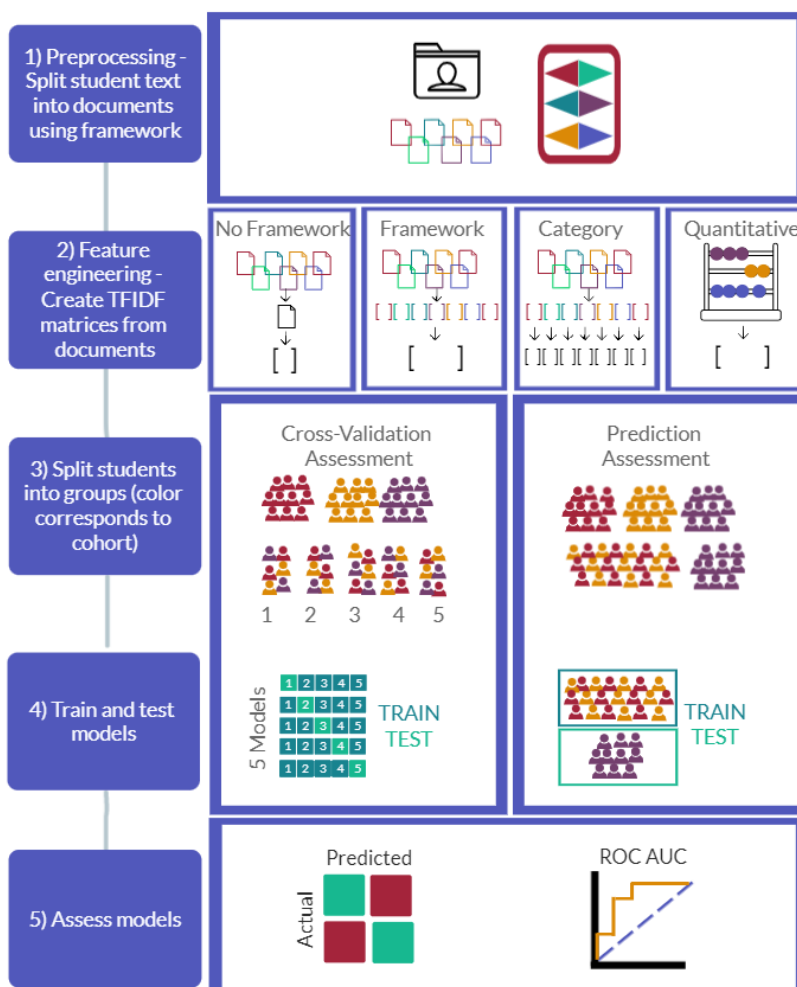 1) Preprocessing -
Split student text
into documents
using framework
2) Feature
engineering -
Create TFIDF
matrices from
documents
No Framework
[ ]
Framework
[ ][ ][ ][ ][ ][ ][ ]
[ ]
Category
[ ][ ][ ][ ][ ][ ][ ]
[ ][ ][ ][ ][ ][ ][ ]
Quantitative
[ ]
3) Split students
into groups (color
corresponds to
cohort)
Cross-Validation
Assessment
1 2 3 4 5
Prediction
Assessment
4) Train and test
models
5 Models
1 2 3 4 5
1 2 3 4 5
1 2 3 4 5
1 2 3 4 5
1 2 3 4 5
TRAIN
TEST
TRAIN
TEST
5) Assess models
Predicted
Actual
ROC AUC